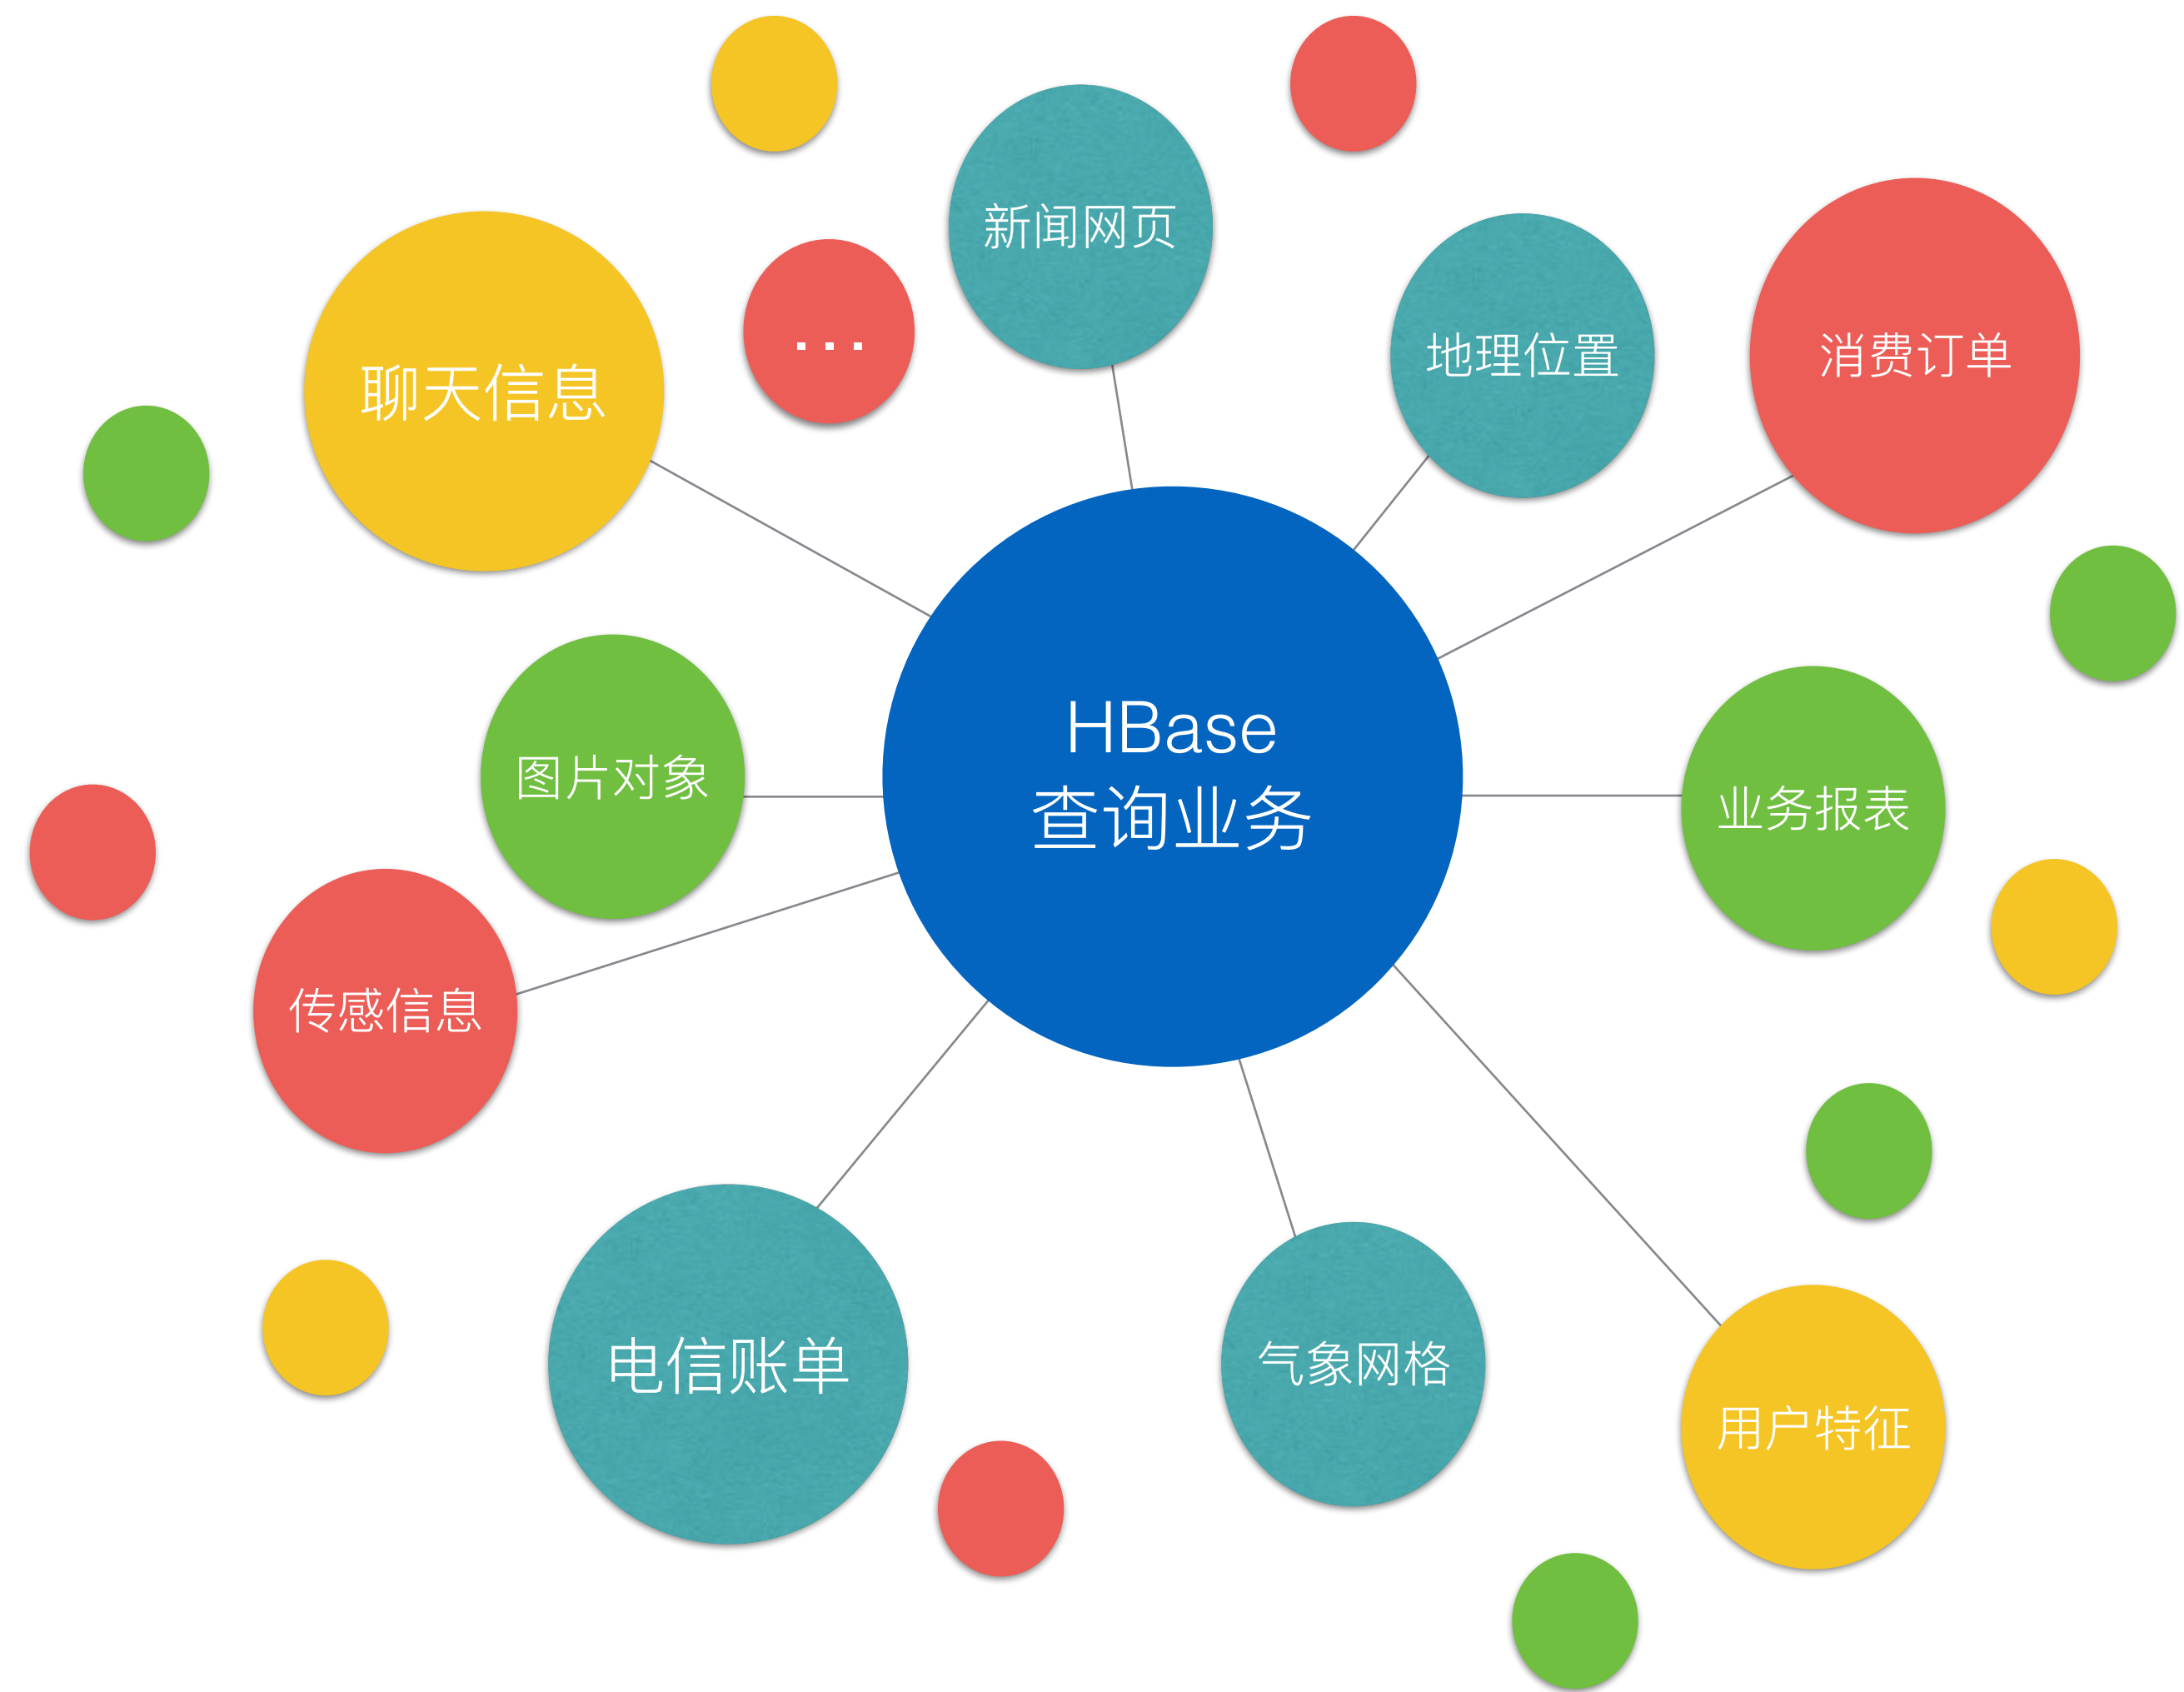 新闻网页
地理位置
消费订单
聊天信息
...
HBase
查询业务
图片对象
业务报表
传感信息
电信账单
气象网格
用户特征